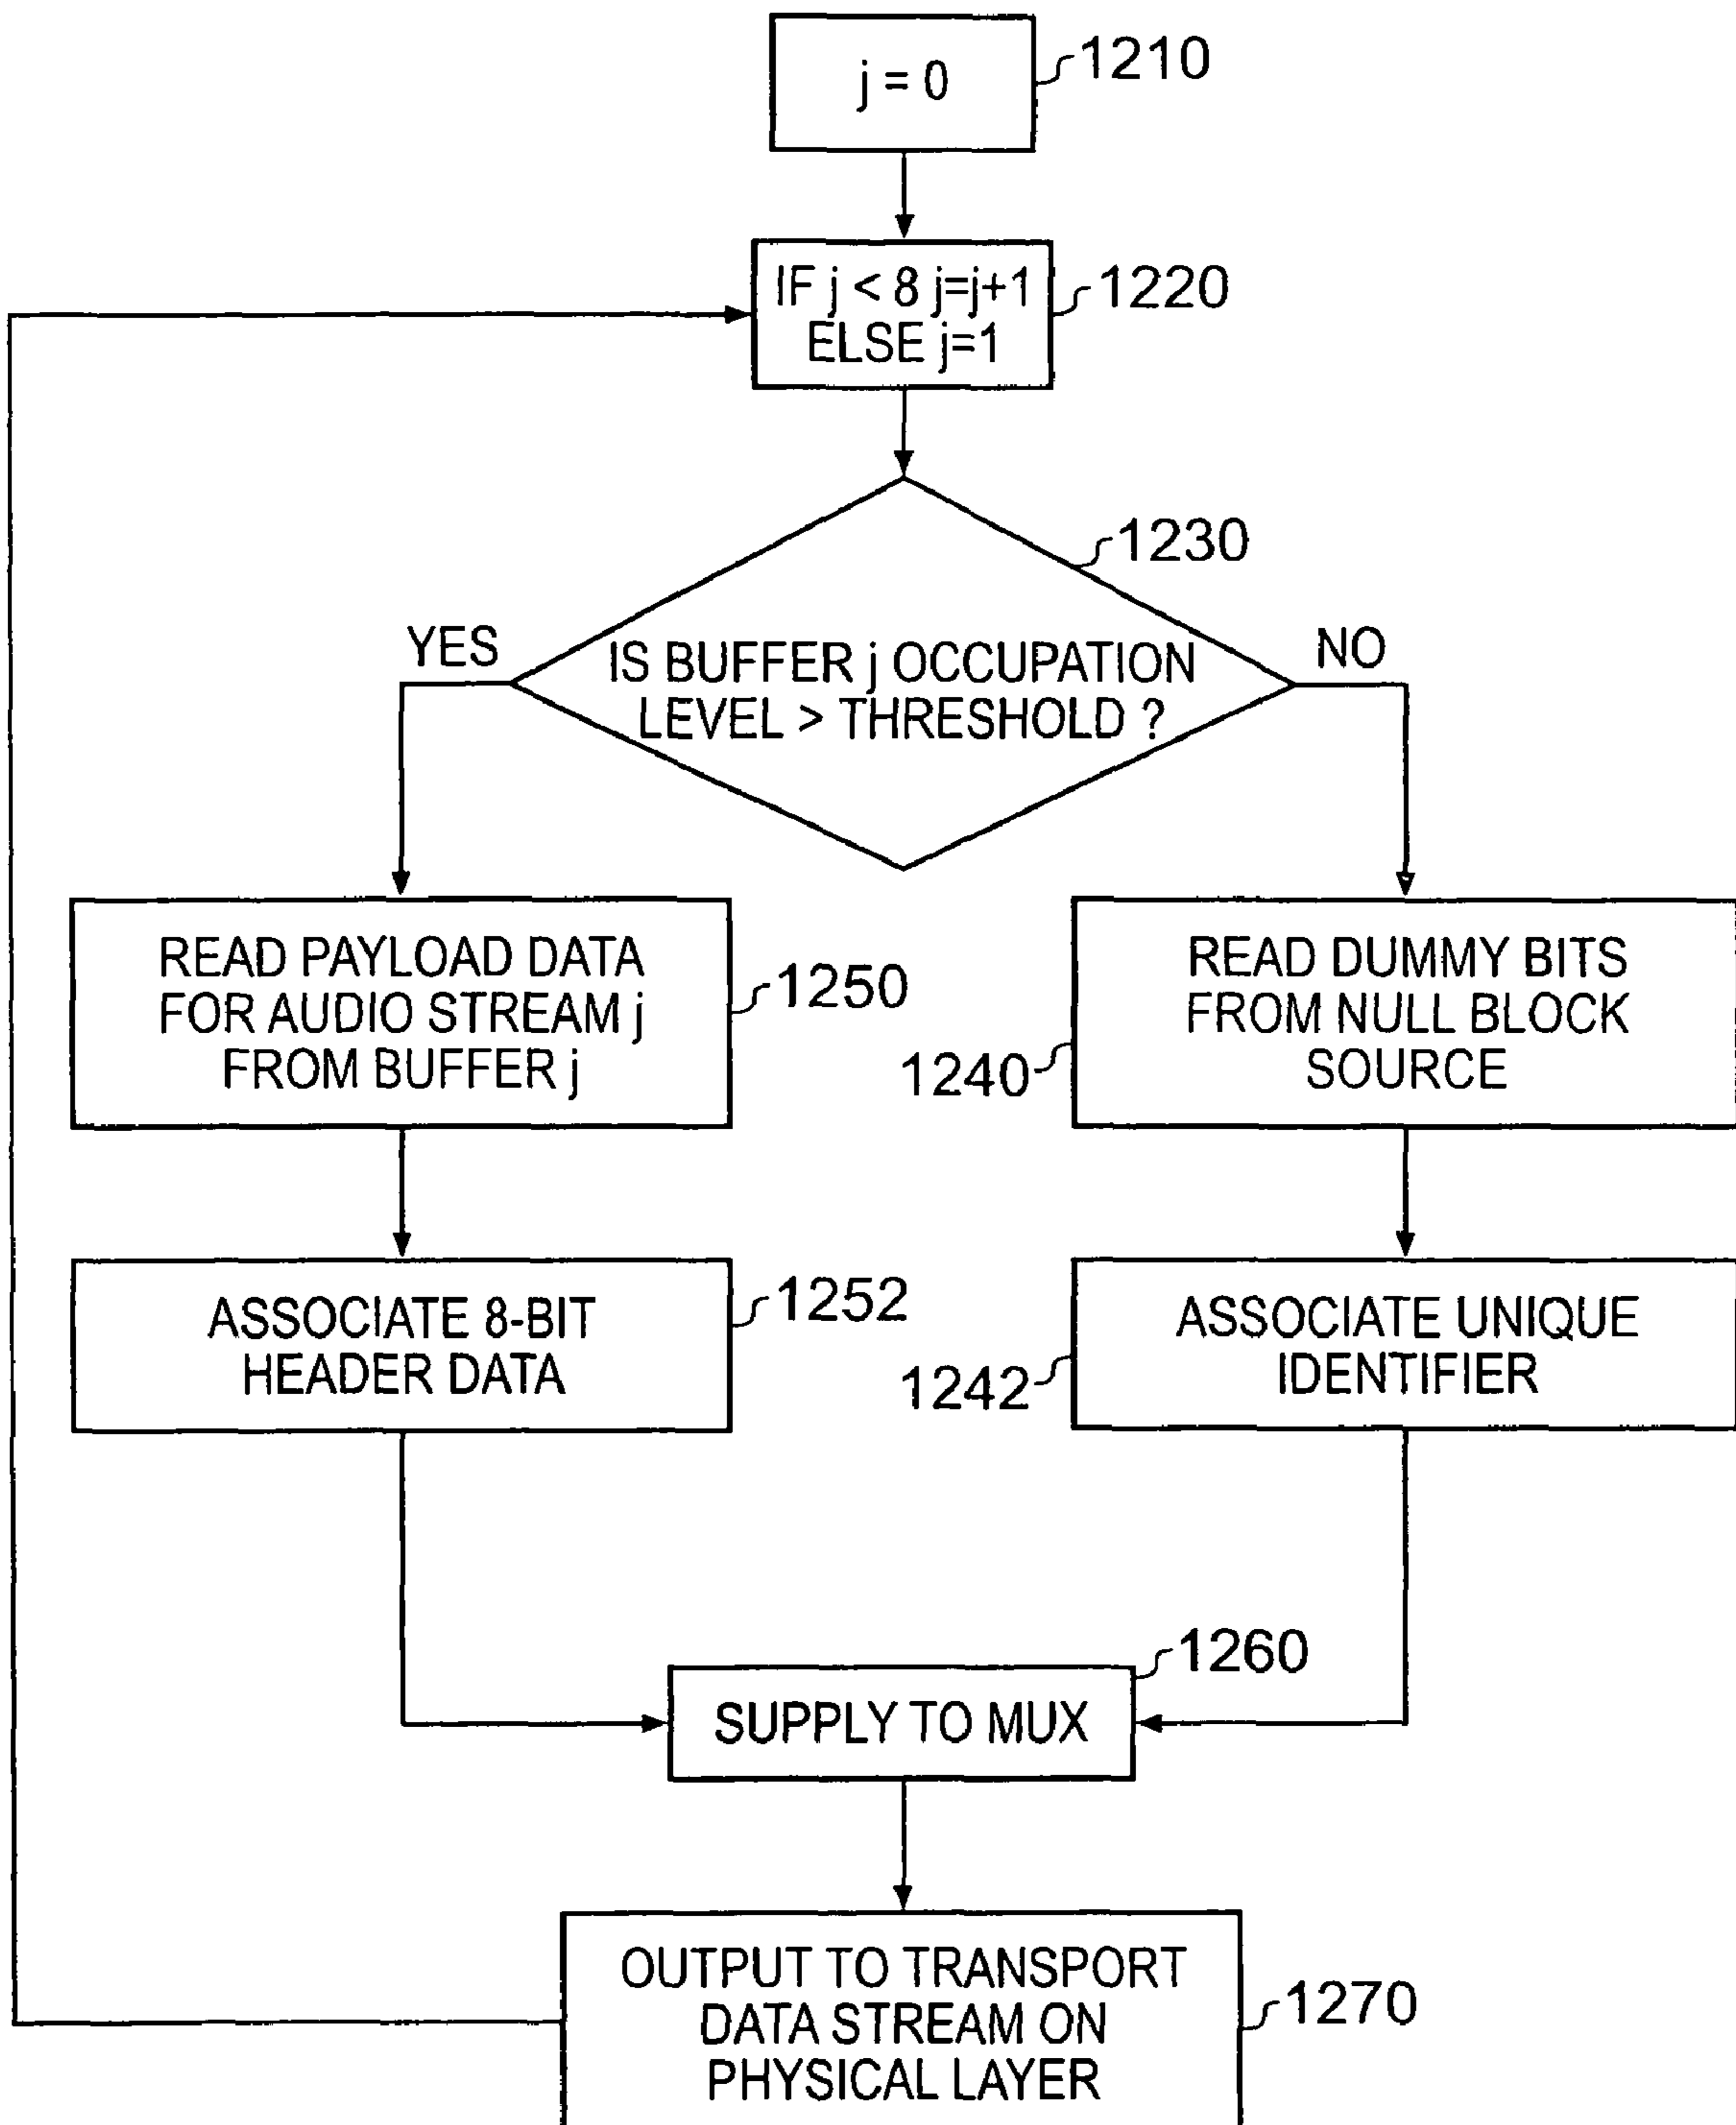 j = 0
1210
IF j < 8 j=j+1
ELSE j=1
1220
1230
YES
IS BUFFER j OCCUPATION
LEVEL > THRESHOLD ?
NO
READ PAYLOAD DATA
FOR AUDIO STREAM j
FROM BUFFER j
1250
READ DUMMY BITS
FROM NULL BLOCK
SOURCE
1240
ASSOCIATE 8-BIT
HEADER DATA
1252
ASSOCIATE UNIQUE
IDENTIFIER
1242
1260
SUPPLY TO MUX
OUTPUT TO TRANSPORT
DATA STREAM ON
PHYSICAL LAYER
1270